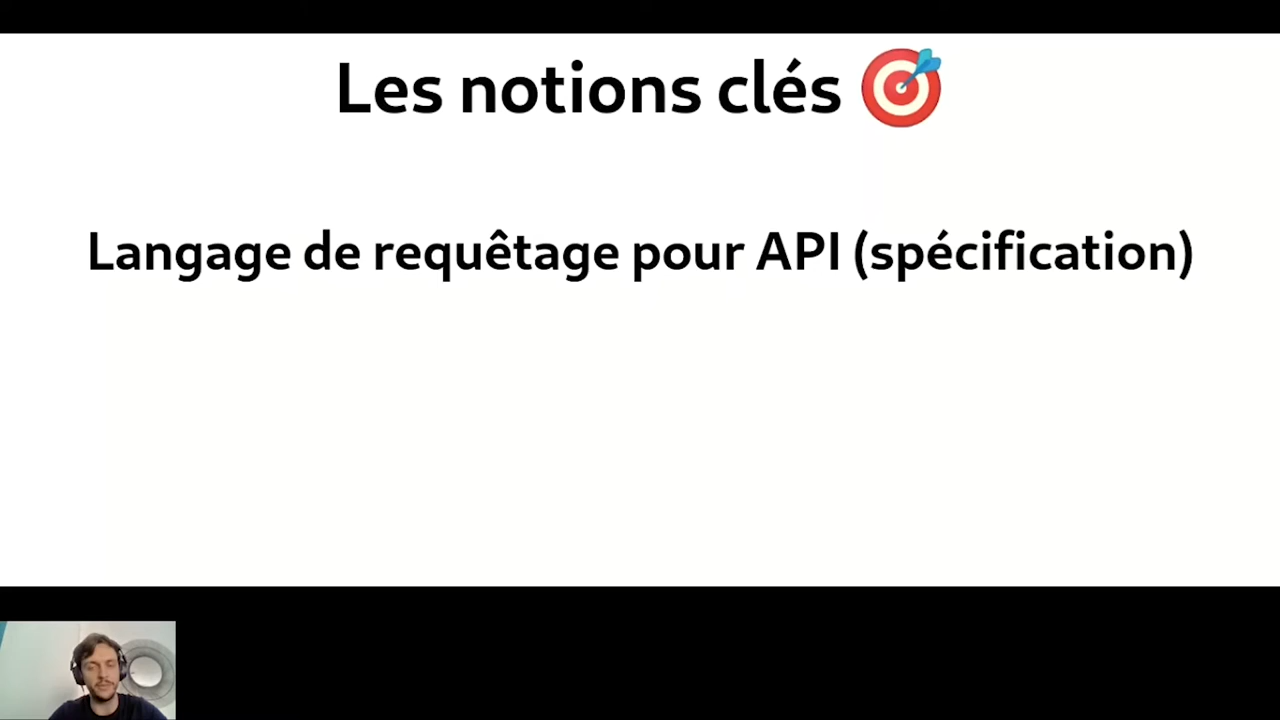 Les notions clés 🎯
Langage de requêtage pour API (spécification)